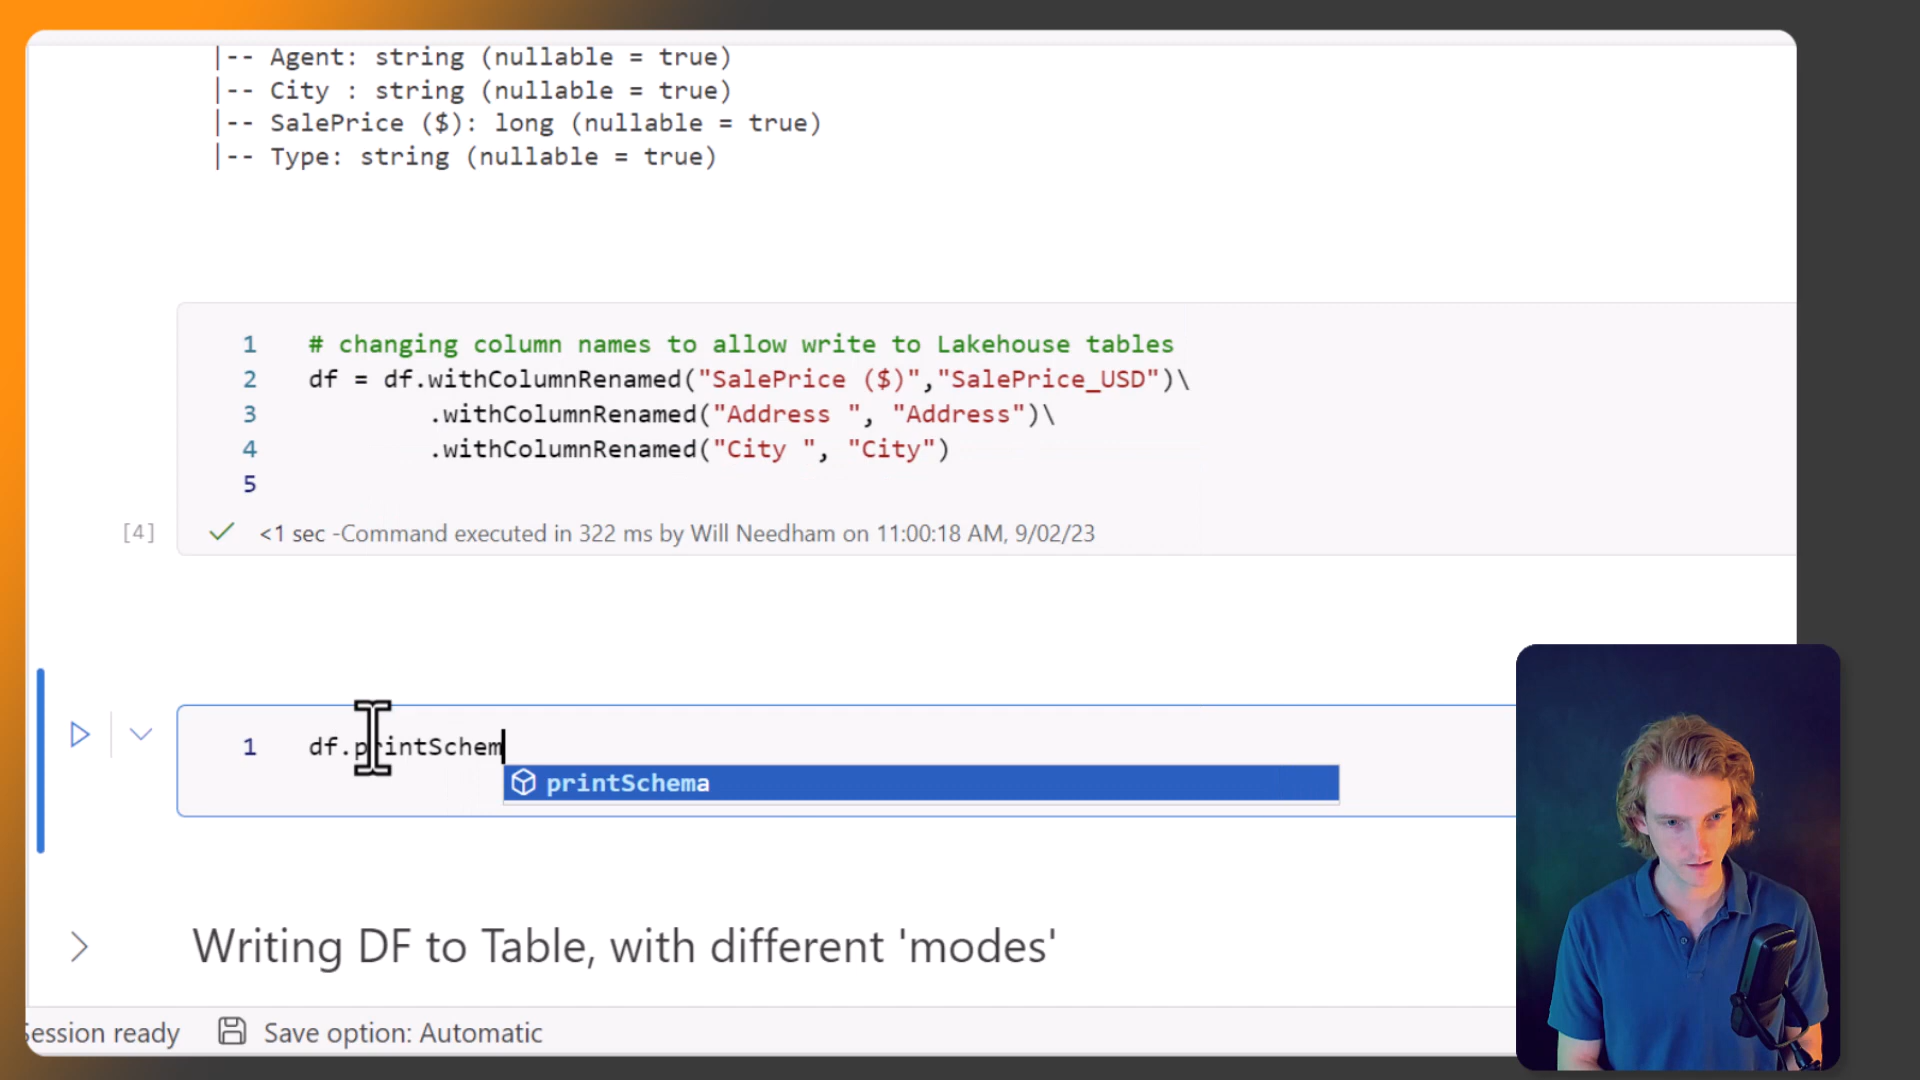 |-- Agent: string (nullable = true)
|-- City : string (nullable = true)
|-- SalePrice ($): long (nullable = true)
|-- Type: string (nullable = true)
1 # changing column names to allow write to Lakehouse tables
2 df = df.withColumnRenamed("SalePrice ($)","SalePrice_USD")\
3 .withColumnRenamed("Address ", "Address")\
4 .withColumnRenamed("City ", "City")
5
[4] <1 sec -Command executed in 322 ms by Will Needham on 11:00:18 AM, 9/02/23
1 df.printSchem
printSchema
Writing DF to Table, with different 'modes'
Session ready Save option: Automatic